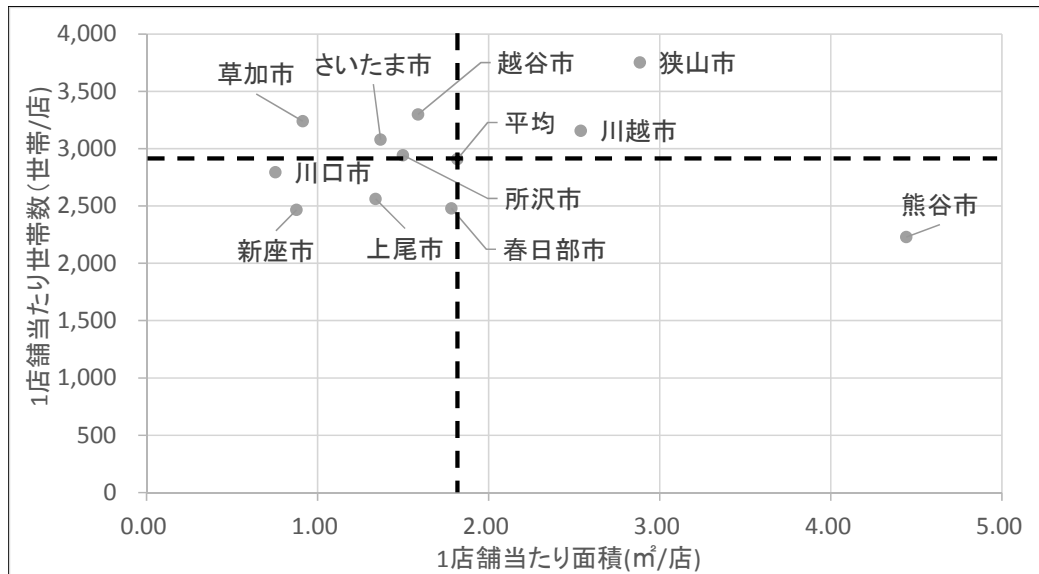 4,000
3,500
3,000
2,500
2,000
1,500
1,000
500
0
1店舗当たり世帯数(世帯/店)
草加市
さいたま市
越谷市
狭山市
平均
川越市
川口市
所沢市
熊谷市
新座市
上尾市
春日部市
0.00
1.00
2.00
3.00
4.00
5.00
1店舗当たり面積(㎡/店)